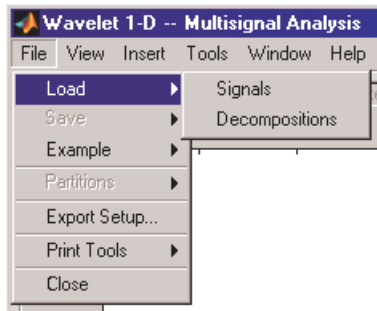 Wavelet 1-D -- Multisignal Analysis
File View Insert Tools Window Help
Load
Signals
Save
Decompositions
Example
Partitions
Export Setup...
Print Tools
Close